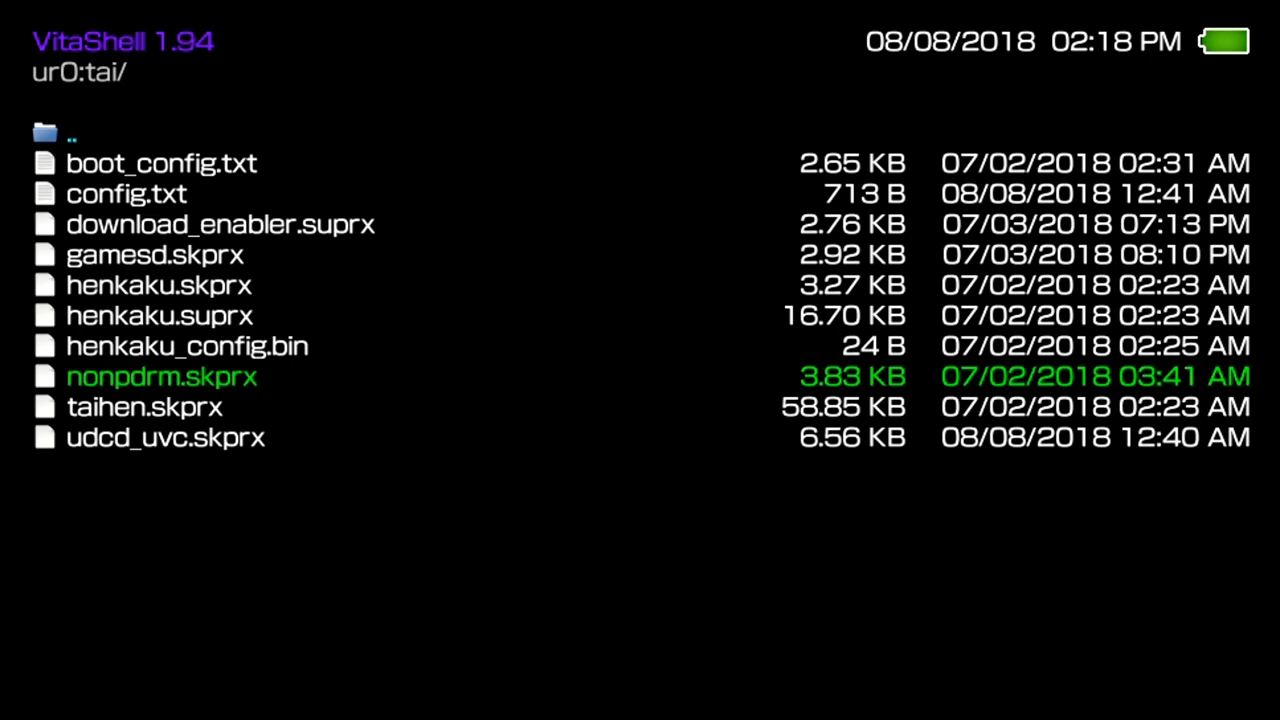 VitaShell 1.94 08/08/2018 02:18 PM
ur0:tai/
..
boot_config.txt 2.65 KB 07/02/2018 02:31 AM
config.txt 713 B 08/08/2018 12:41 AM
download_enabler.suprx 2.76 KB 07/03/2018 07:13 PM
gamesd.skprx 2.92 KB 07/03/2018 08:10 PM
henkaku.skprx 3.27 KB 07/02/2018 02:23 AM
henkaku.suprx 16.70 KB 07/02/2018 02:23 AM
henkaku_config.bin 24 B 07/02/2018 02:25 AM
nonpdrm.skprx 3.83 KB 07/02/2018 03:41 AM
taihen.skprx 58.85 KB 07/02/2018 02:23 AM
udcd_uvc.skprx 6.56 KB 08/08/2018 12:40 AM